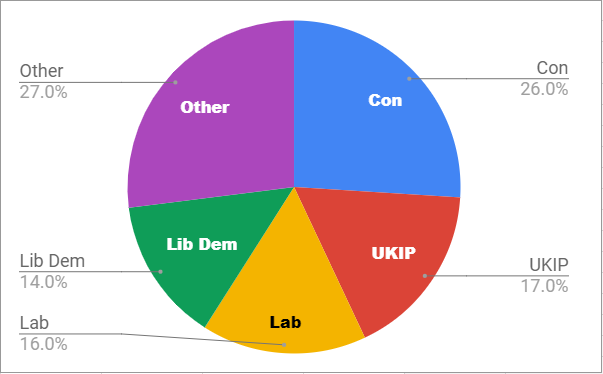 Other
27.0%
Con
26.0%
Con
Other
Lib Dem
UKIP
Lib Dem
14.0%
UKIP
17.0%
Lab
Lab
16.0%